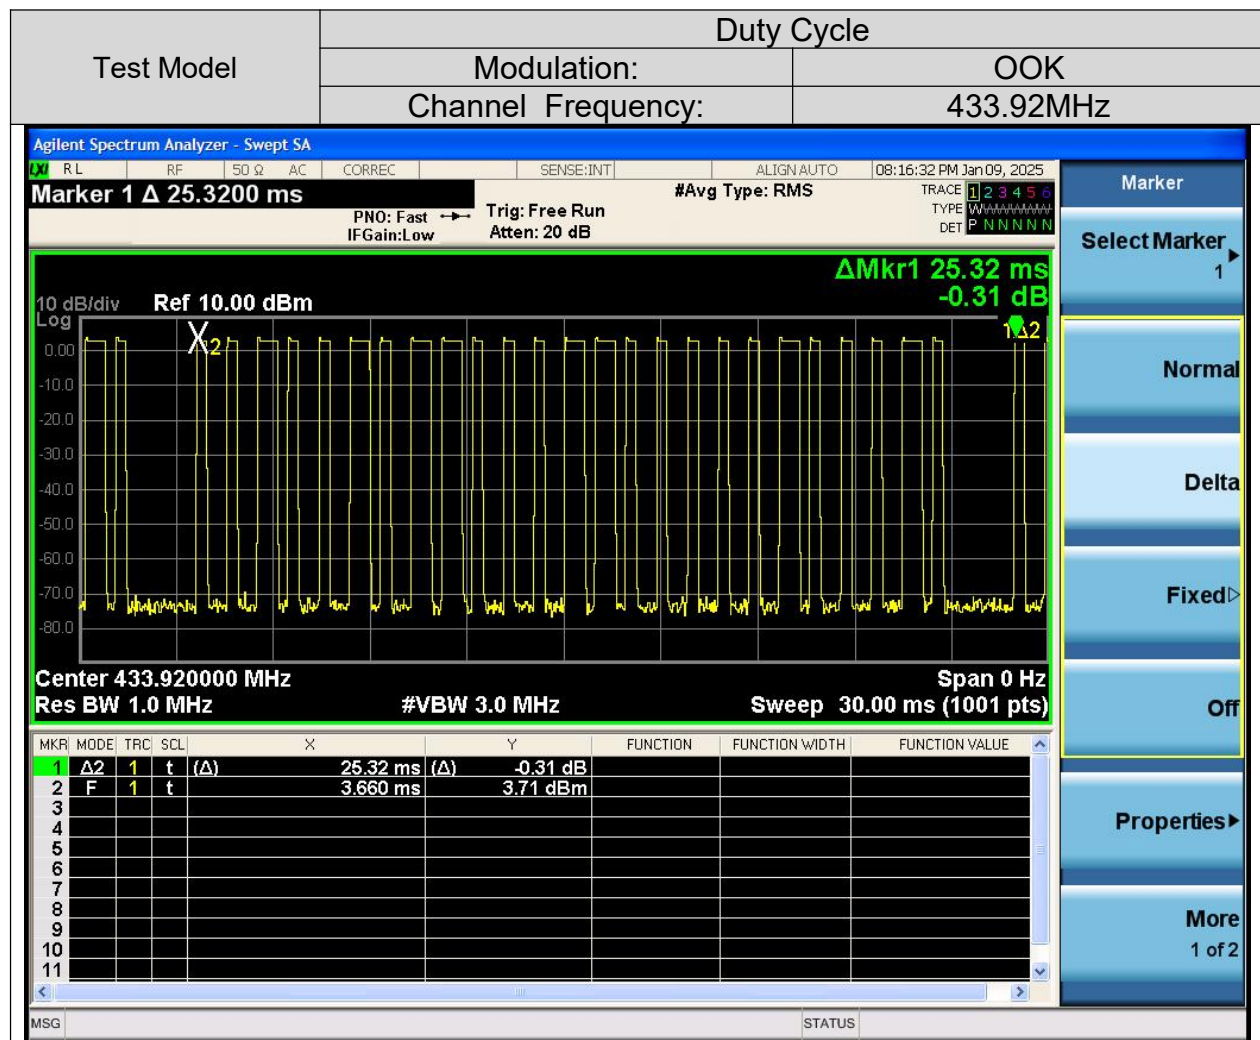 Test Model
Duty Cycle
Modulation: OOK
Channel Frequency: 433.92MHz
Agilent Spectrum Analyzer - Swept SA
LXI RL RF 50 Ω AC CORREC SENSE:INT ALIGN AUTO 08:16:32 PM Jan 09, 2025
Marker 1 Δ 25.3200 ms
PNO: Fast
IFGain:Low
Trig: Free Run
Atten: 20 dB
#Avg Type: RMS
TRACE 1 2 3 4 5 6
TYPE W
DET P N N N N N
ΔMkr1 25.32 ms
-0.31 dB
10 dB/div Ref 10.00 dBm
Log
X2
1Δ2
0.00
-10.0
-20.0
-30.0
-40.0
-50.0
-60.0
-70.0
-80.0
Center 433.920000 MHz Span 0 Hz
Res BW 1.0 MHz #VBW 3.0 MHz Sweep 30.00 ms (1001 pts)
MKR MODE TRC SCL X Y FUNCTION FUNCTION WIDTH FUNCTION VALUE
1 Δ2 1 t (Δ) 25.32 ms (Δ) -0.31 dB
2 F 1 t 3.660 ms 3.71 dBm
3
4
5
6
7
8
9
10
11
MSG STATUS
Marker
Select Marker
1
Normal
Delta
Fixed
Off
Properties
More
1 of 2